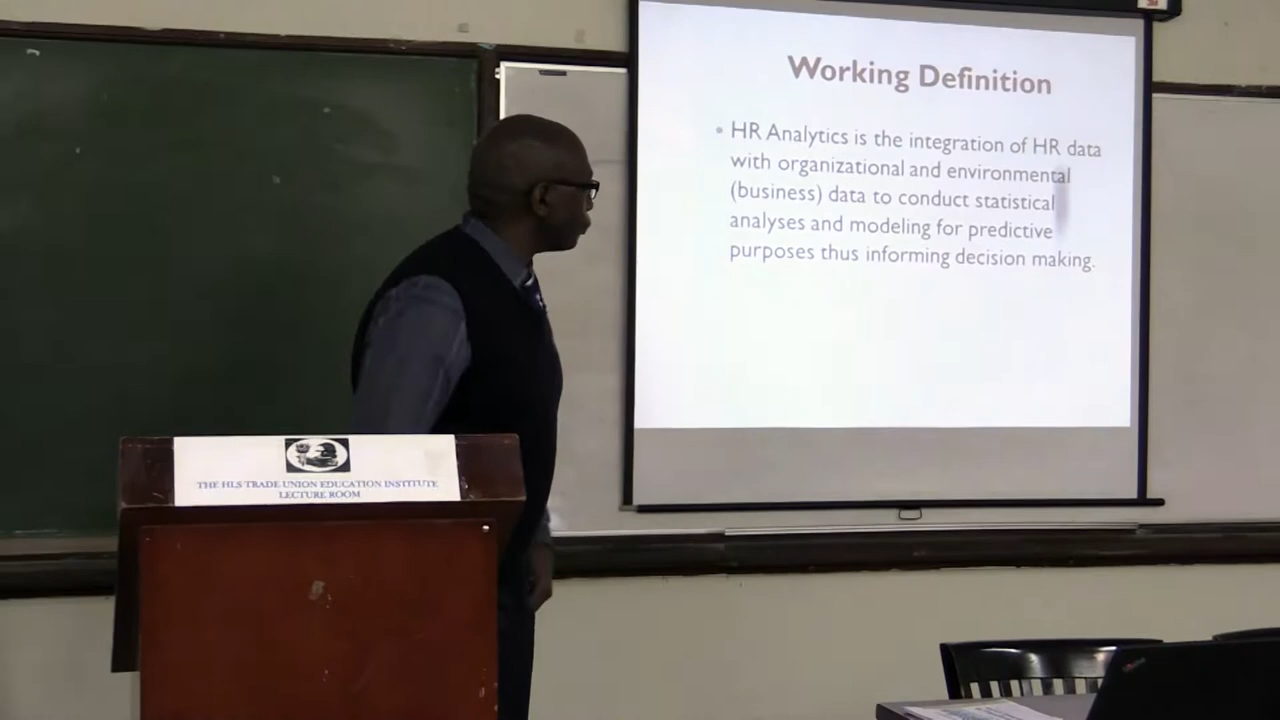 Working Definition
• HR Analytics is the integration of HR data
with organizational and environmental
(business) data to conduct statistical
analyses and modeling for predictive
purposes thus informing decision making.
THE HLS TRADE UNION EDUCATION INSTITUTE
LECTURE ROOM